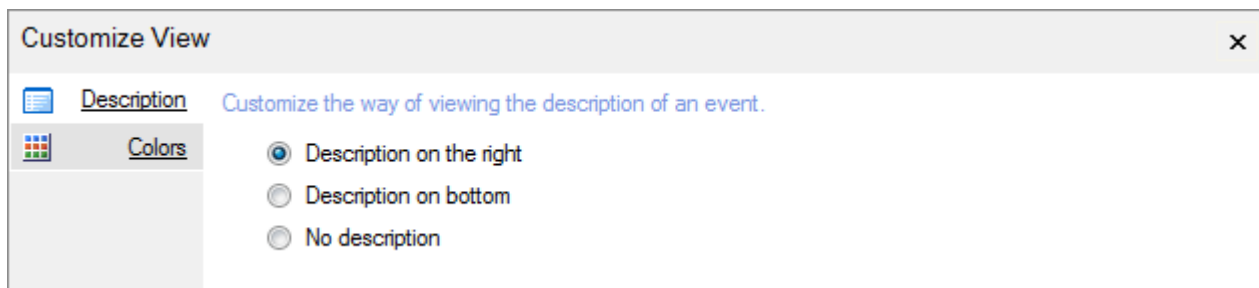 Customize View
Description
Customize the way of viewing the description of an event.
Colors
Description on the right
Description on bottom
No description